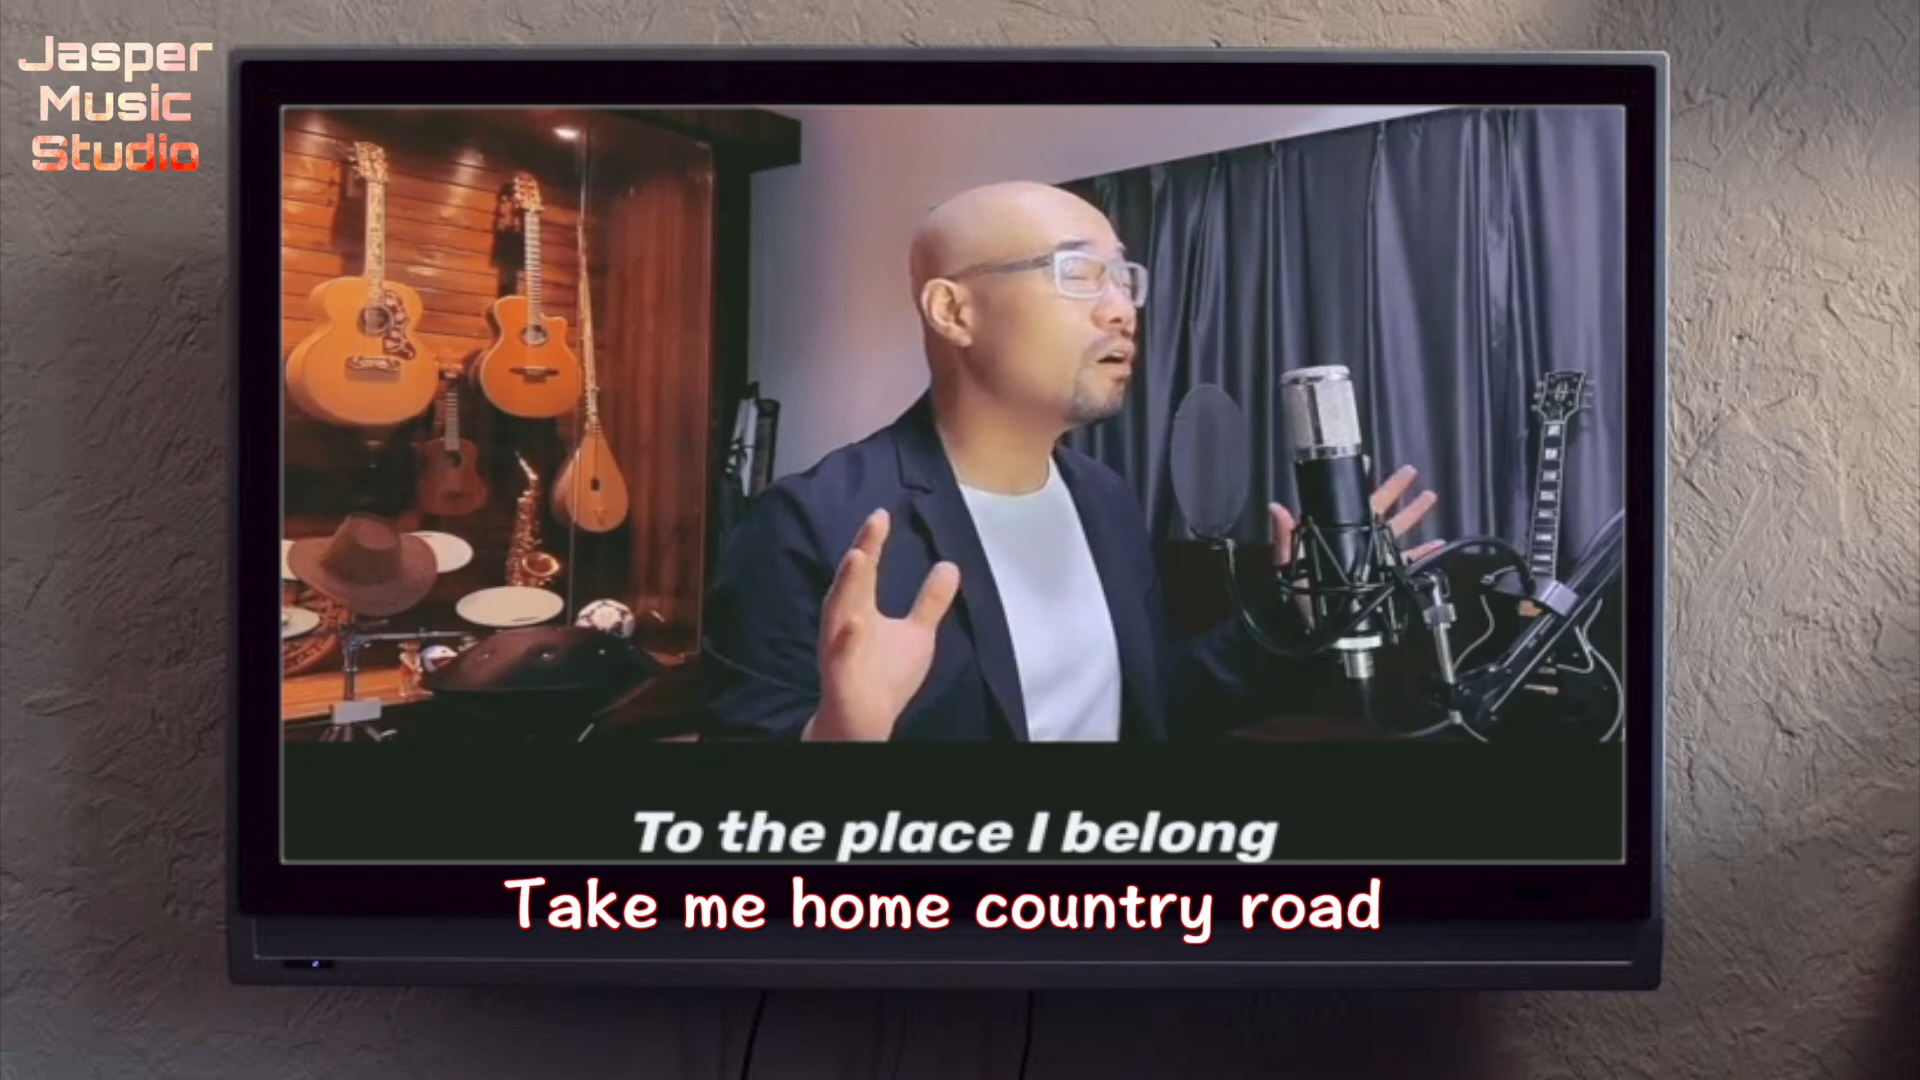 Jasper
Music
Studio
To the place I belong
Take me home country road